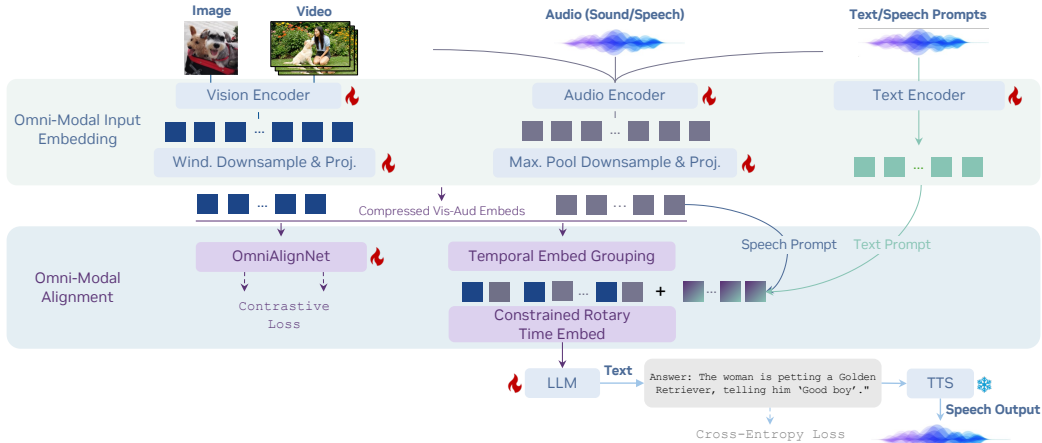 Image
Video
Audio (Sound/Speech)
Text/Speech Prompts
Omni-Modal Input
Embedding
Vision Encoder
Audio Encoder
Text Encoder
...
...
Wind. Downsample & Proj.
Max. Pool Downsample & Proj.
...
...
Compressed Vis-Aud Embeds
...
Omni-Modal
Alignment
OmniAlignNet
Temporal Embed Grouping
Speech Prompt
Text Prompt
Contrastive
Loss
... + ...
Constrained Rotary
Time Embed
LLM
Text
Answer: The woman is petting a Golden
Retriever, telling him ‘Good boy’."
TTS
Speech Output
Cross-Entropy Loss